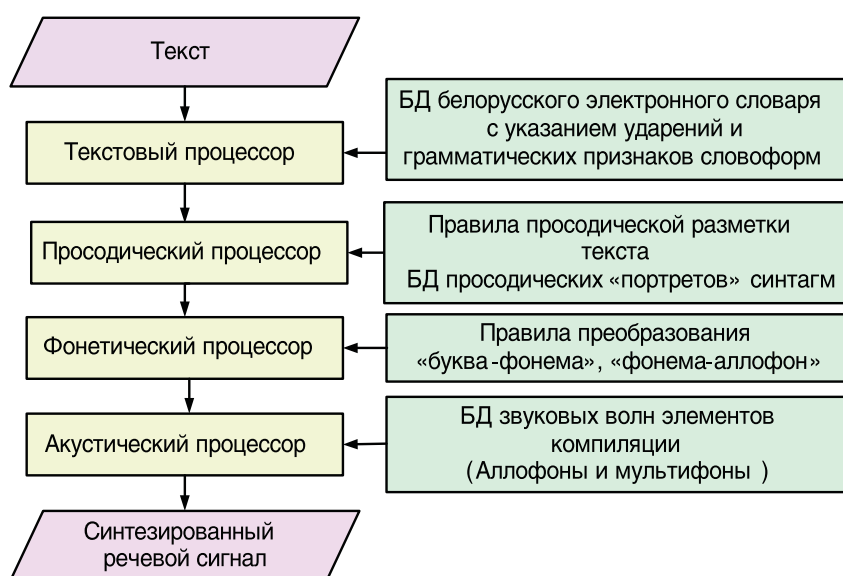 Текст
БД белорусского электронного словаря
с указанием ударений и
грамматических признаков словоформ
Текстовый процессор
Правила просодической разметки
текста
БД просодических «портретов» синтагм
Просодический процессор
Правила преобразования
«буква-фонема», «фонема-аллофон»
Фонетический процессор
БД звуковых волн элементов
компиляции
(Аллофоны и мультифоны )
Акустический процессор
Синтезированный
речевой сигнал